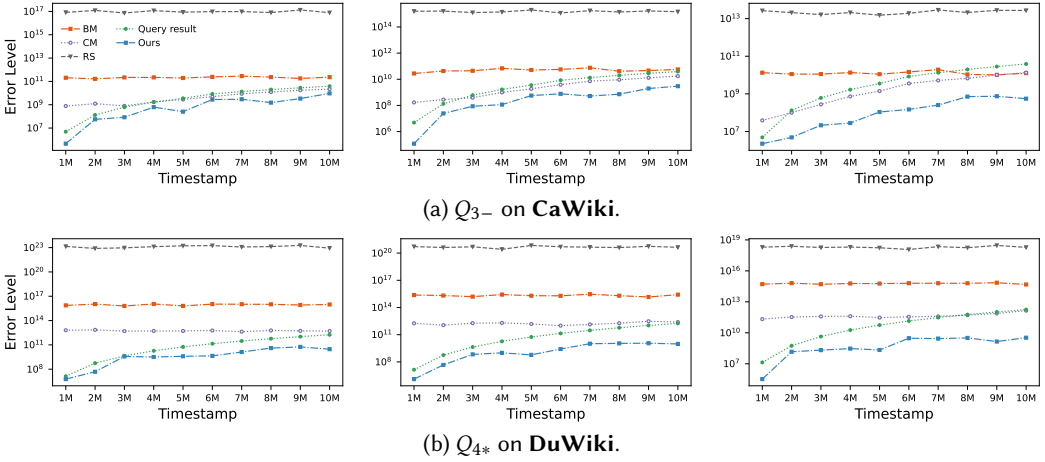 10^17
10^15
10^13
10^11
10^9
10^7
Error Level
BM
CM
RS
Query result
Ours
1M 2M 3M 4M 5M 6M 7M 8M 9M 10M
Timestamp
10^14
10^12
10^10
10^8
10^6
1M 2M 3M 4M 5M 6M 7M 8M 9M 10M
Timestamp
10^13
10^10
10^7
1M 2M 3M 4M 5M 6M 7M 8M 9M 10M
Timestamp
(a) Q3− on CaWiki.
10^23
10^20
10^17
10^14
10^11
10^8
Error Level
1M 2M 3M 4M 5M 6M 7M 8M 9M 10M
Timestamp
10^20
10^17
10^14
10^11
10^8
1M 2M 3M 4M 5M 6M 7M 8M 9M 10M
Timestamp
10^19
10^16
10^13
10^10
10^7
1M 2M 3M 4M 5M 6M 7M 8M 9M 10M
Timestamp
(b) Q4* on DuWiki.